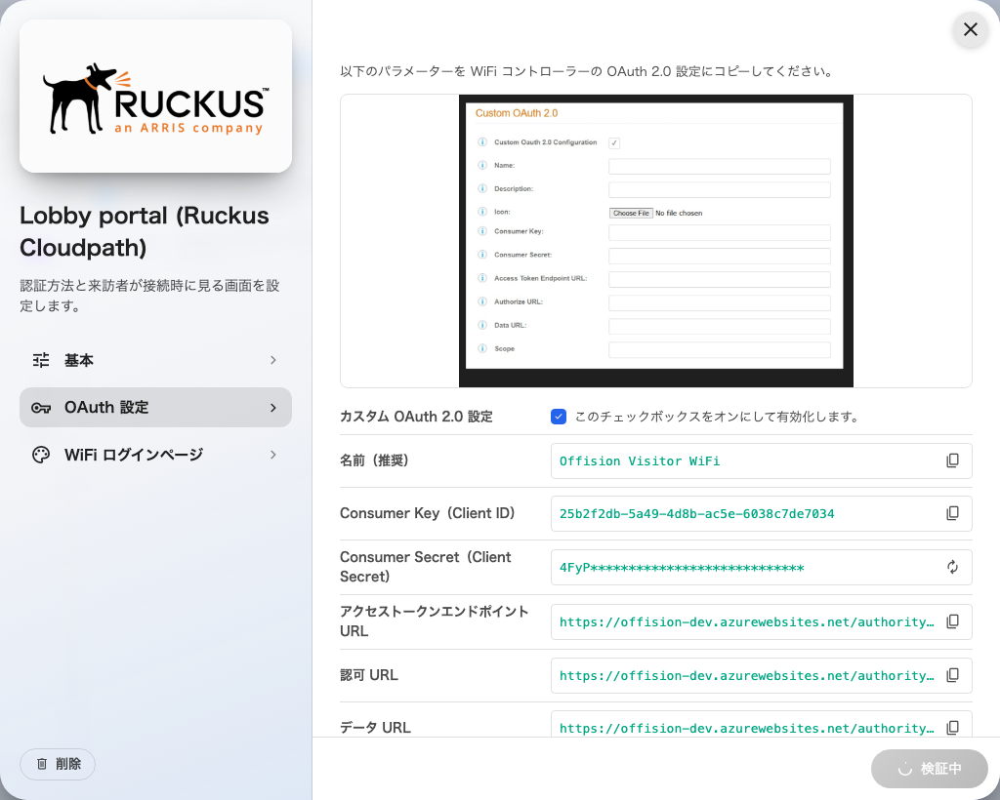 RUCKUS™
an ARRIS company
Lobby portal (Ruckus
Cloudpath)
認証方法と来訪者が接続時に見る画面を設
定します。
基本
OAuth 設定
WiFi ログインページ
削除
以下のパラメーターを WiFi コントローラーの OAuth 2.0 設定にコピーしてください。
Custom OAuth 2.0
Custom Oauth 2.0 Configuration
Name:
Description:
Icon:
Choose File No file chosen
Consumer Key:
Consumer Secret:
Access Token Endpoint URL:
Authorize URL:
Data URL:
Scope
カスタム OAuth 2.0 設定
このチェックボックスをオンにして有効化します。
名前（推奨）
Offision Visitor WiFi
Consumer Key（Client ID）
25b2f2db-5a49-4d8b-ac5e-6038c7de7034
Consumer Secret（Client
Secret）
4FyP****************************
アクセストークンエンドポイント
URL
https://offision-dev.azurewebsites.net/authority…
認可 URL
https://offision-dev.azurewebsites.net/authority…
データ URL
https://offision-dev.azurewebsites.net/authority…
検証中